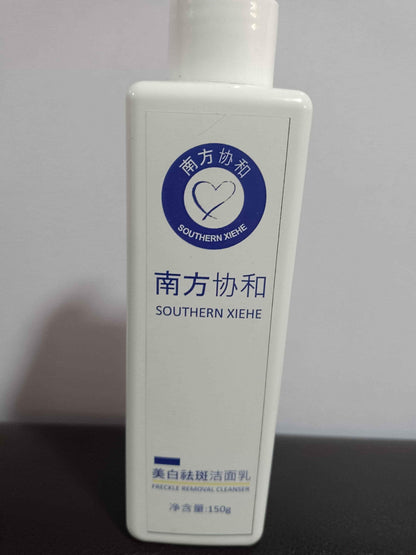 南方协和
SOUTHERN XIEHE
南方协和
SOUTHERN XIEHE
美白祛斑洁面乳
FRECKLE REMOVAL CLEANSER
净含量:150g